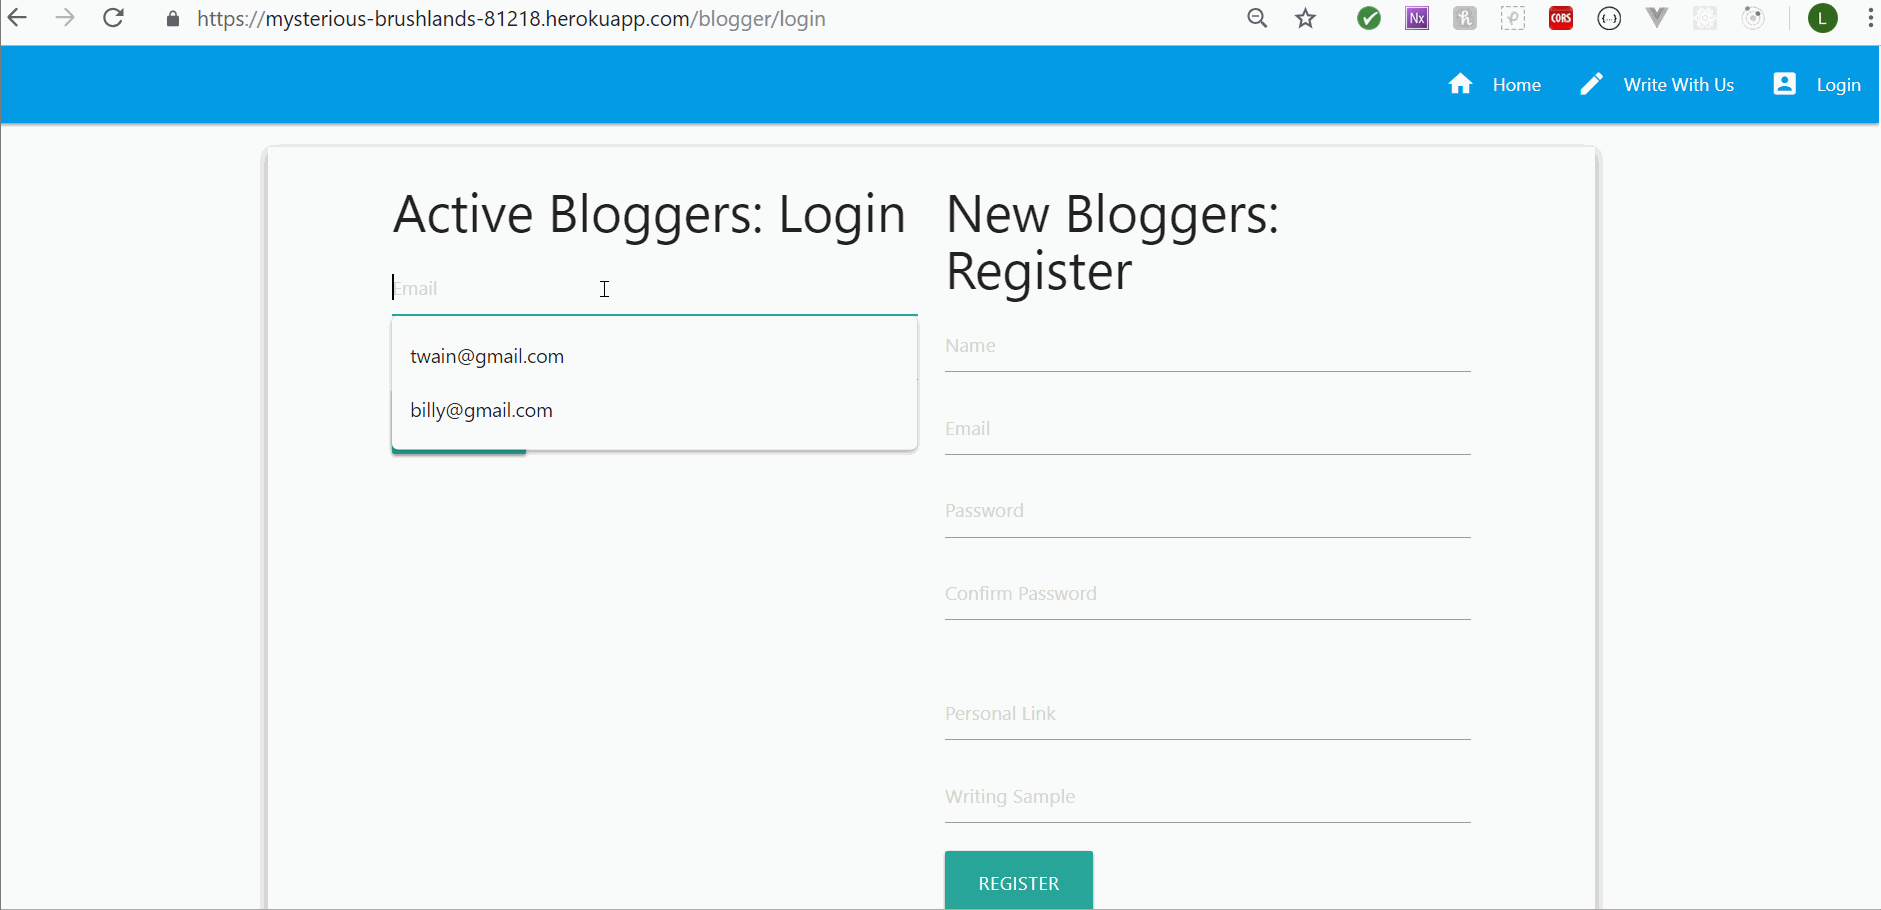 https://mysterious-brushlands-81218.herokuapp.com/blogger/login
Nx
CORS
L
Home
Write With Us
Login
Active Bloggers: Login
Email
twain@gmail.com
billy@gmail.com
New Bloggers:
Register
Name
Email
Password
Confirm Password
Personal Link
Writing Sample
REGISTER